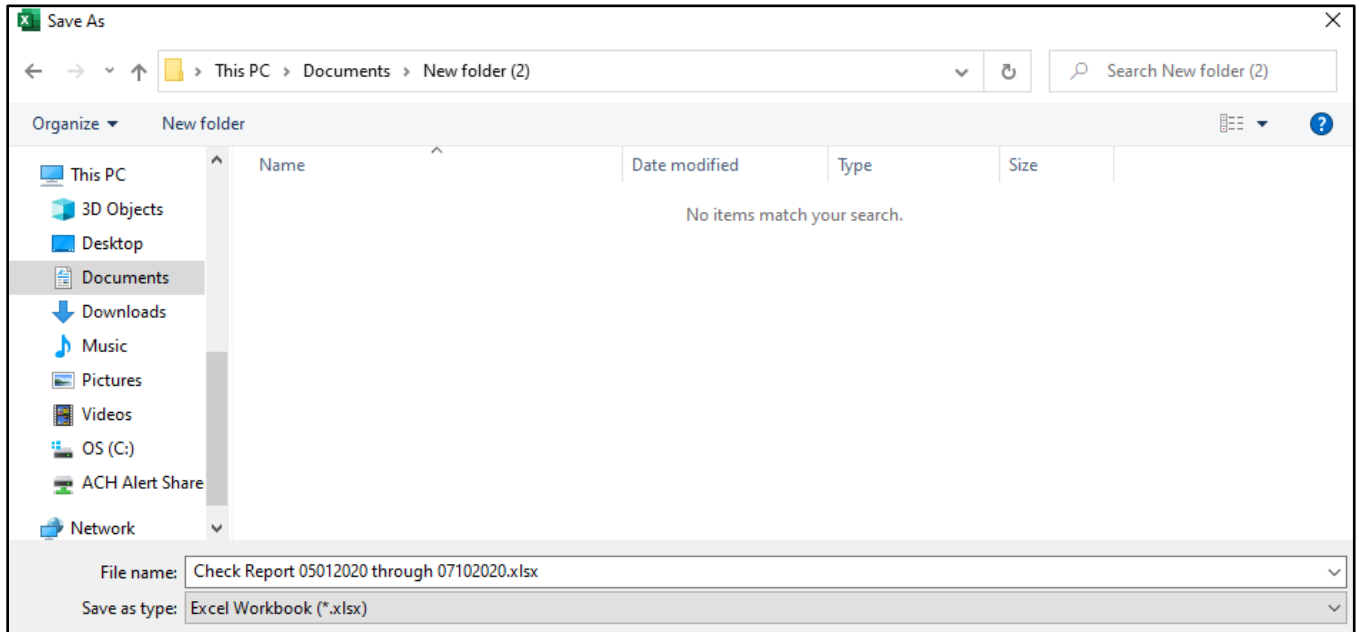 Save As
This PC > Documents > New folder (2)
Search New folder (2)
Organize
New folder
Name
Date modified
Type
Size
No items match your search.
This PC
3D Objects
Desktop
Documents
Downloads
Music
Pictures
Videos
OS (C:)
ACH Alert Share
Network
File name: Check Report 05012020 through 07102020.xlsx
Save as type: Excel Workbook (*.xlsx)